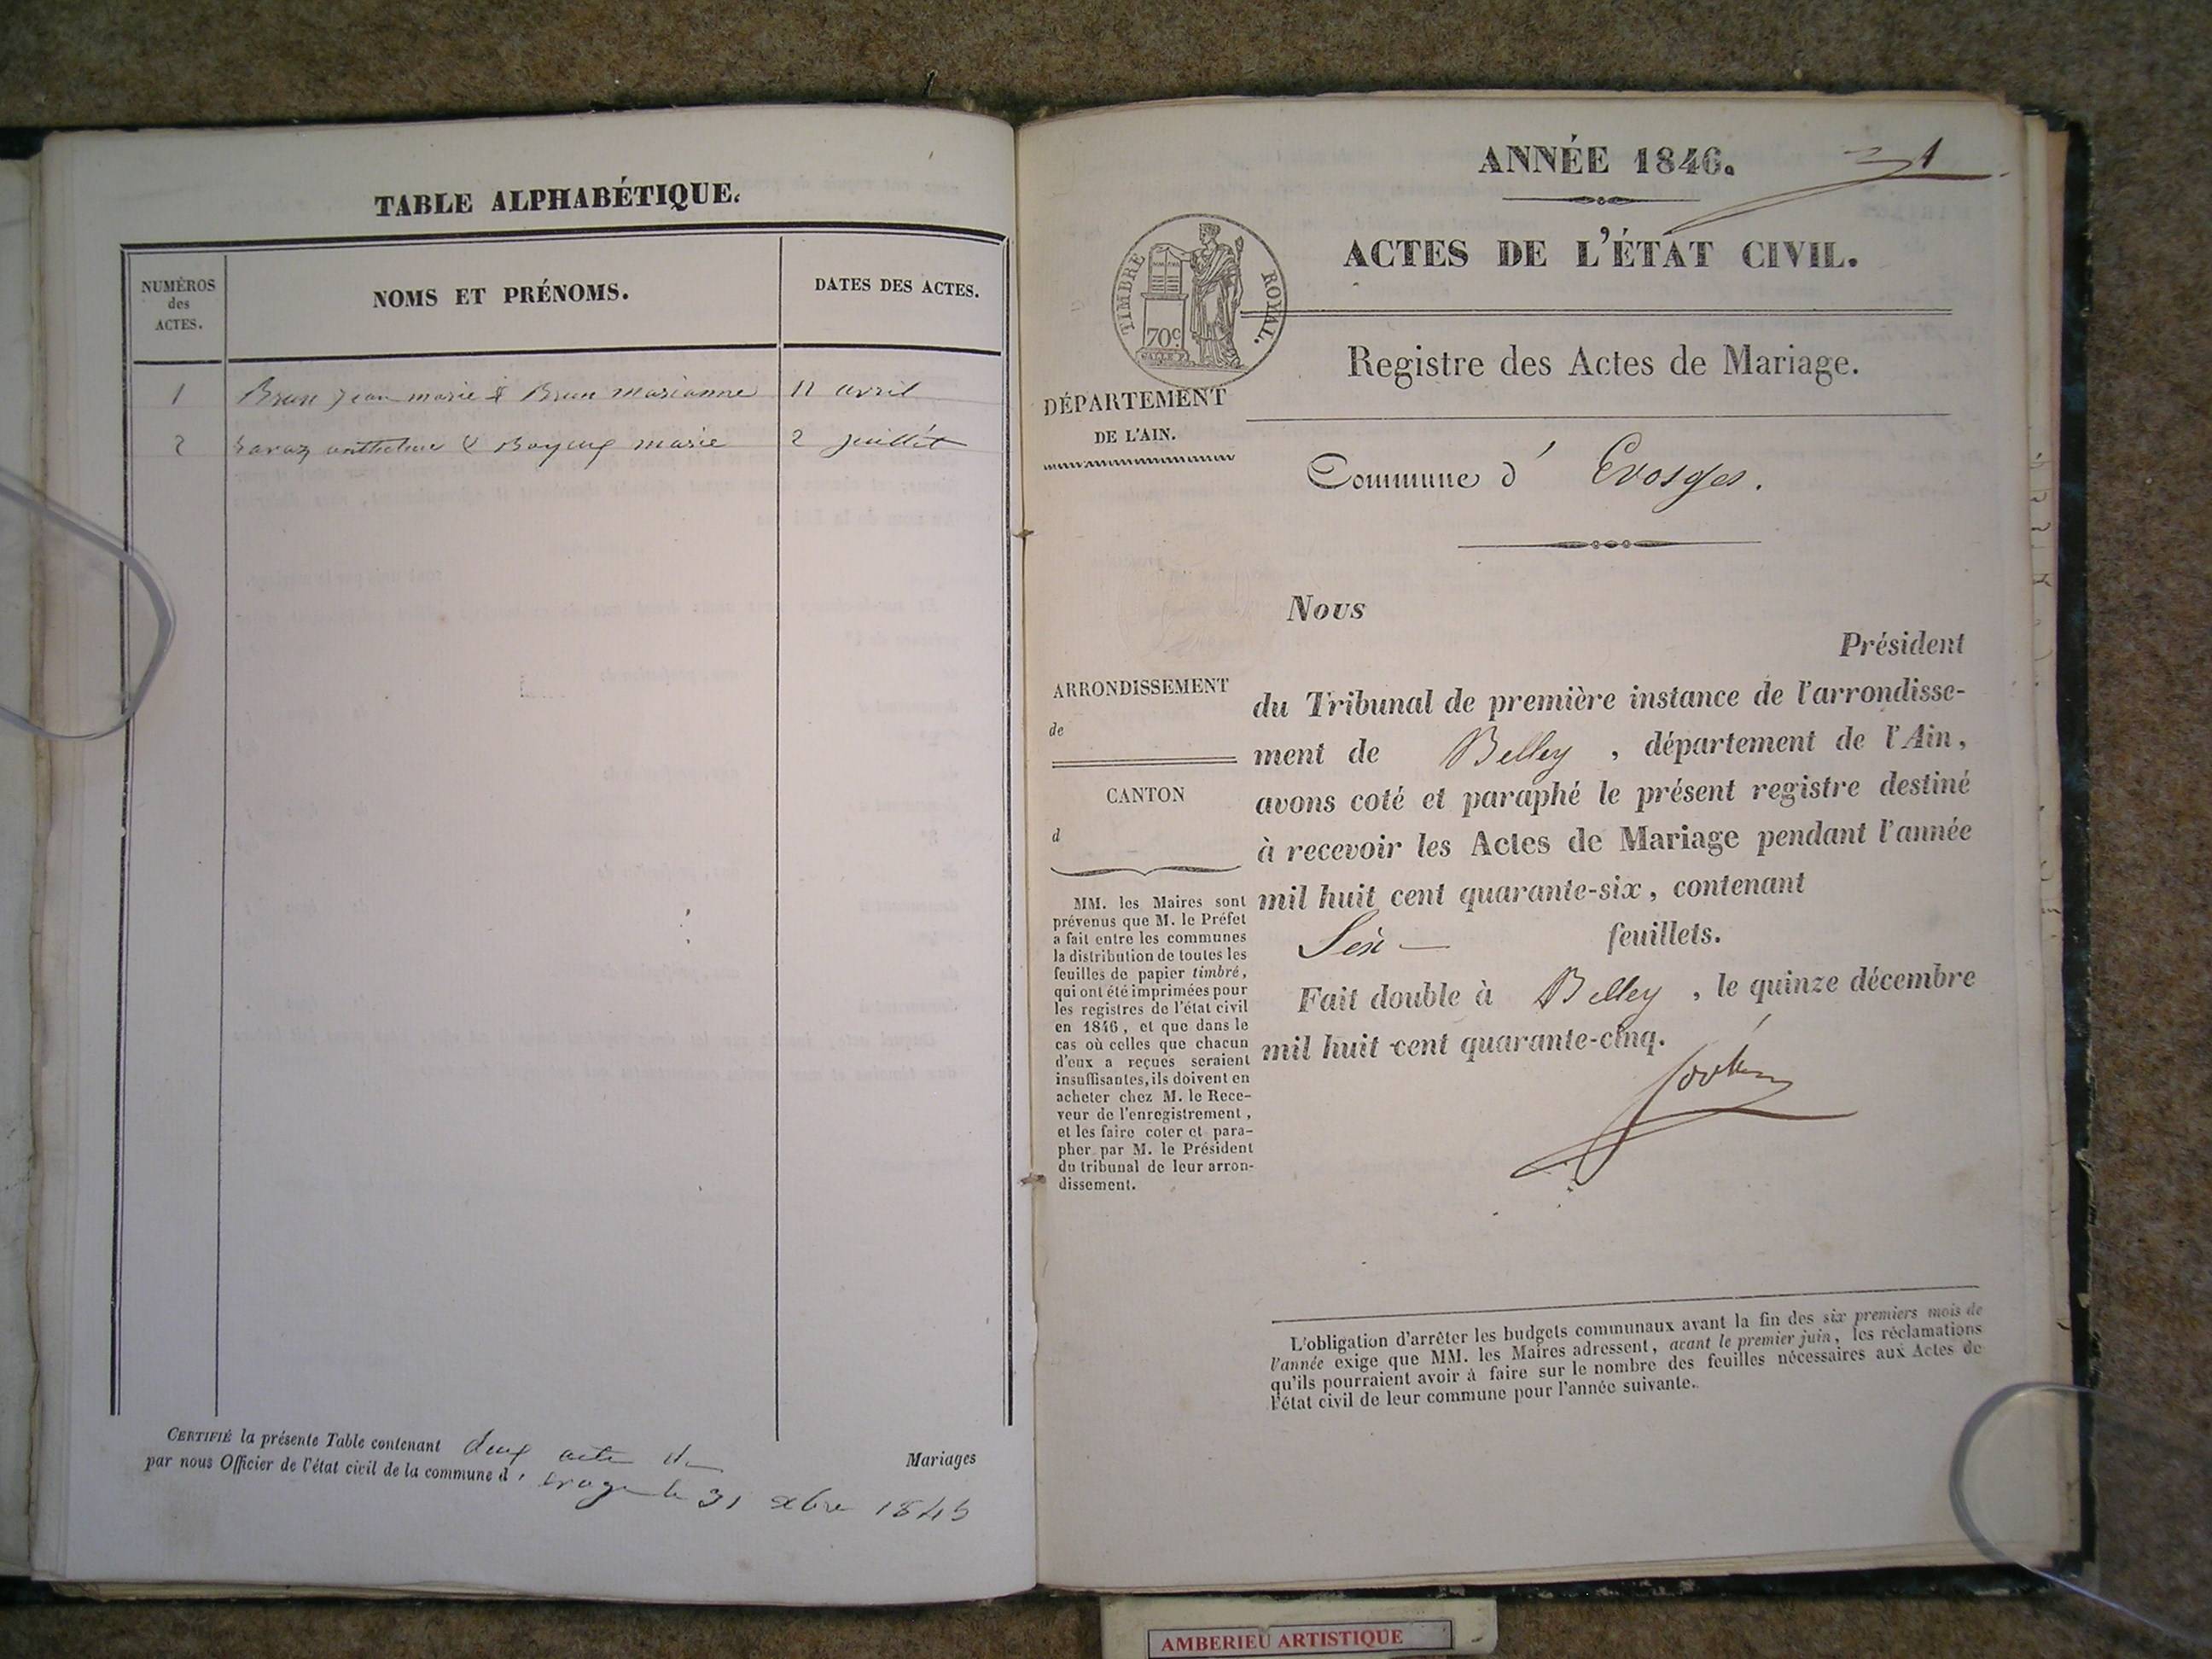 TABLE ALPHABÉTIQUE.
NUMÉROS
des
ACTES.
NOMS ET PRÉNOMS.
DATES DES ACTES.
1 Brun Jean marie & Brun marianne 11 avril
2 anthelme & marie 2 juillet
CERTIFIÉ la présente Table contenant deux acte de Mariages
par nous Officier de l'état civil de la commune d' le 31 xbre 1845
ANNÉE 1846.
1
ACTES DE L'ÉTAT CIVIL.
TIMBRE ROYAL.
70c
Registre des Actes de Mariage.
DÉPARTEMENT
DE L'AIN.
Commune d' Evosges.
Nous
Président
ARRONDISSEMENT
de
CANTON
d
du Tribunal de première instance de l'arrondisse-
ment de Belley , département de l'Ain,
avons coté et paraphé le présent registre destiné
à recevoir les Actes de Mariage pendant l'année
mil huit cent quarante-six, contenant
Six feuillets.
Fait double à Belley , le quinze décembre
mil huit cent quarante-cinq.
MM. les Maires sont
prévenus que M. le Préfet
a fait entre les communes
la distribution de toutes les
feuilles de papier timbré,
qui ont été imprimées pour
les registres de l'état civil
en 1846, et que dans le
cas où celles que chacun
d'eux a reçues seraient
insuffisantes, ils doivent en
acheter chez M. le Rece-
veur de l'enregistrement,
et les faire coter et para-
pher par M. le Président
du tribunal de leur arron-
dissement.
L'obligation d'arrêter les budgets communaux avant la fin des six premiers mois de
l'année exige que MM. les Maires adressent, avant le premier juin, les réclamations
qu'ils pourraient avoir à faire sur le nombre des feuilles nécessaires aux Actes de
l'état civil de leur commune pour l'année suivante.
AMBERIEU ARTISTIQUE